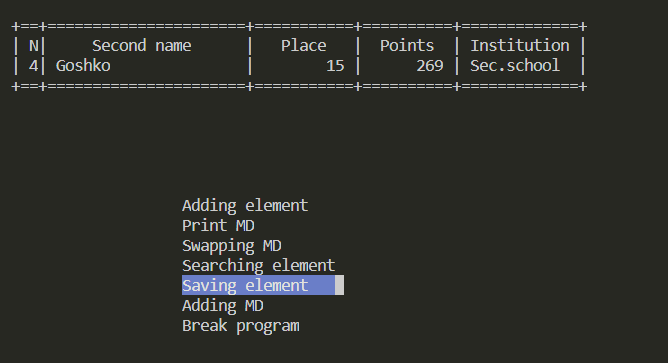 +==+======================+===========+==========+=============+
| N|     Second name      |   Place   |  Points  | Institution |
| 4| Goshko               |        15 |      269 | Sec.school  |
+==+======================+===========+==========+=============+
Adding element
Print MD
Swapping MD
Searching element
Saving element
Adding MD
Break program